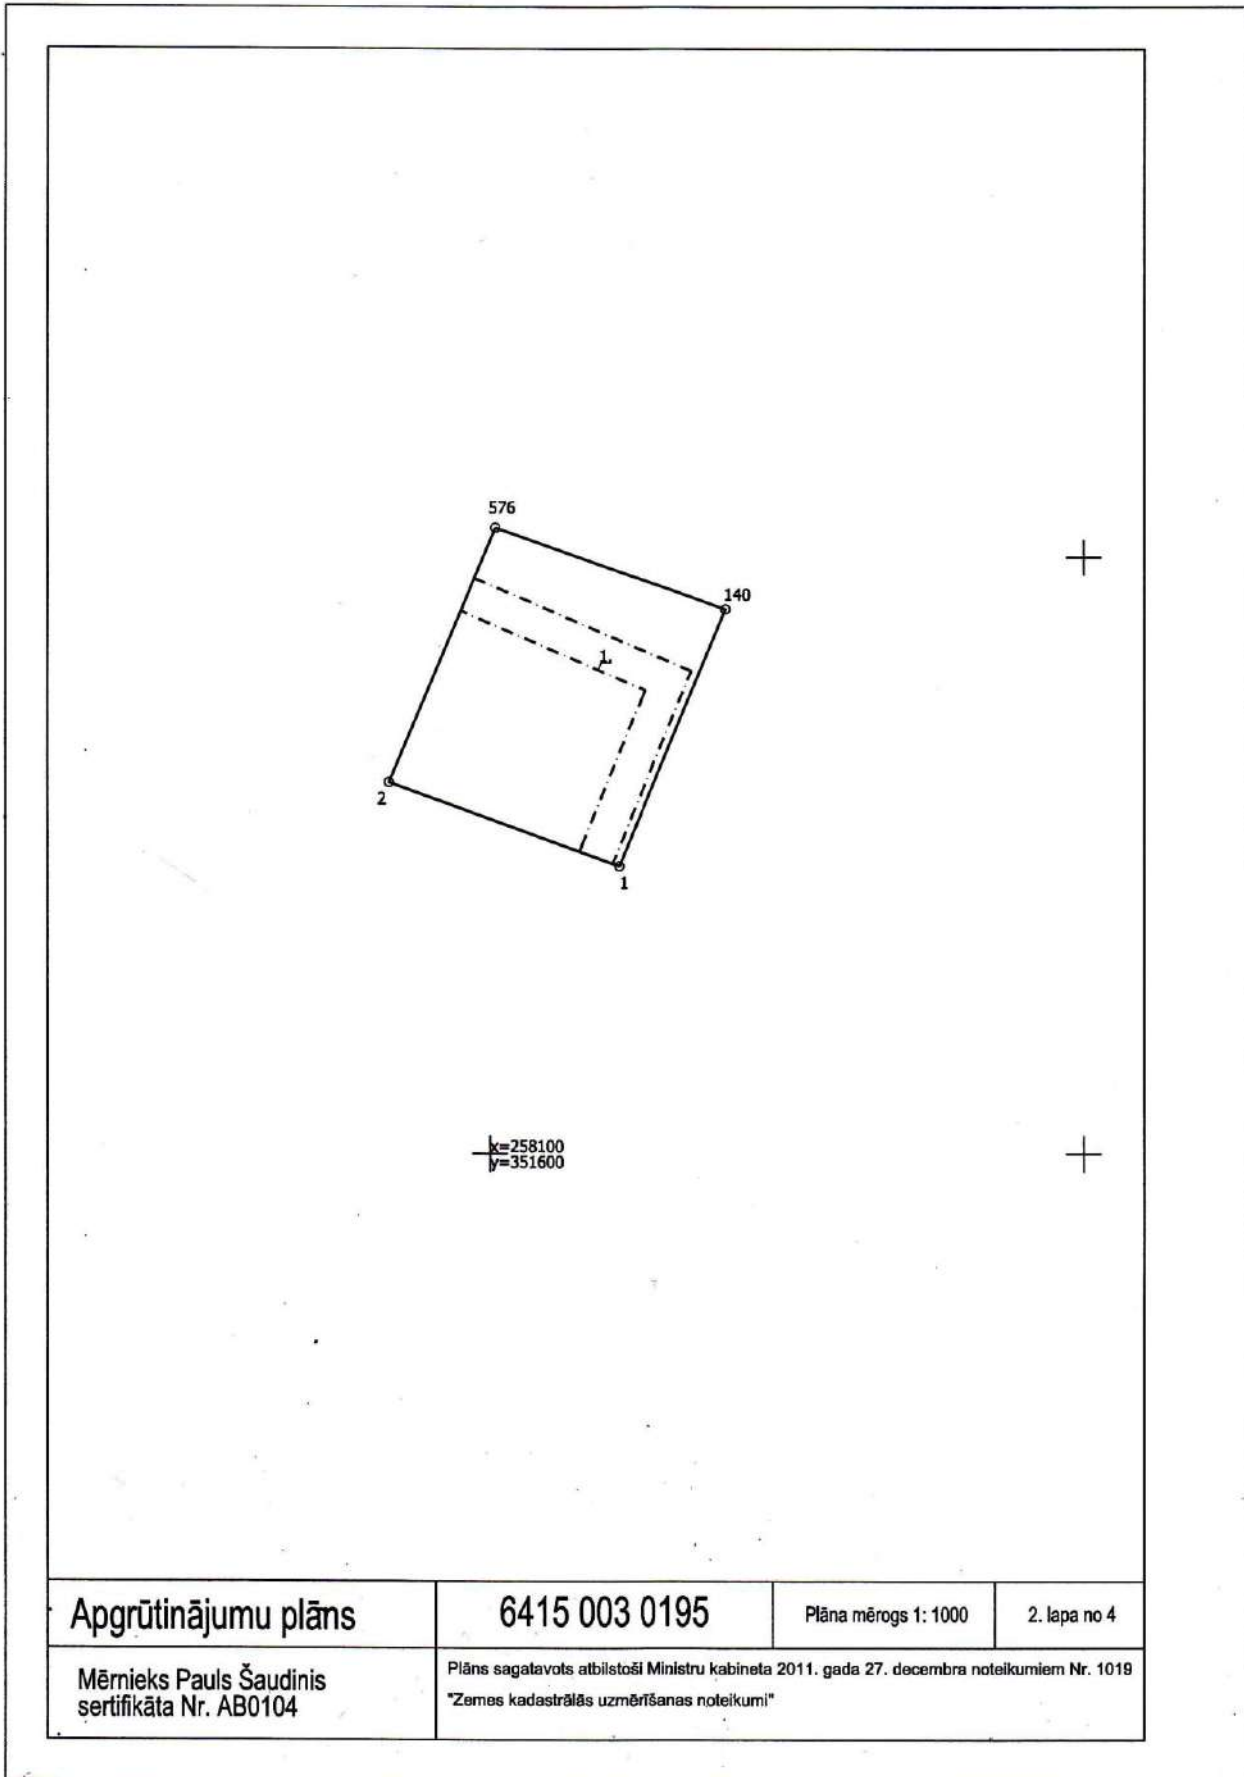 576
140
1
2
1
x=258100
y=351600
Apgrūtinājumu plāns
6415 003 0195
Plāna mērogs 1: 1000
2. lapa no 4
Mērnieks Pauls Šaudinis
sertifikāta Nr. AB0104
Plāns sagatavots atbilstoši Ministru kabineta 2011. gada 27. decembra noteikumiem Nr. 1019
"Zemes kadastrālās uzmērīšanas noteikumi"